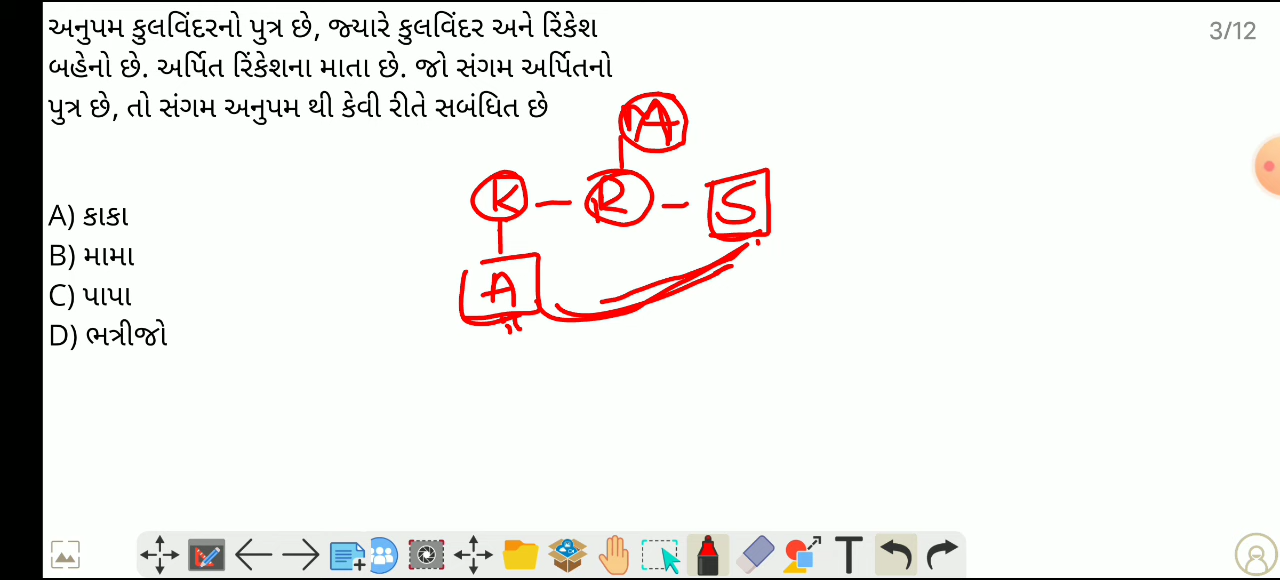 અનુપમ કુલવિંદરનો પુત્ર છે, જ્યારે કુલવિંદર અને રિંકેશ
3/12
બહેનો છે. અર્પિત રિંકેશના માતા છે. જો સંગમ અર્પિતનો
પુત્ર છે, તો સંગમ અનુપમ થી કેવી રીતે સબંધિત છે
A
K – R – S
A
A) કાકા
B) મામા
C) પાપા
D) ભત્રીજો
T